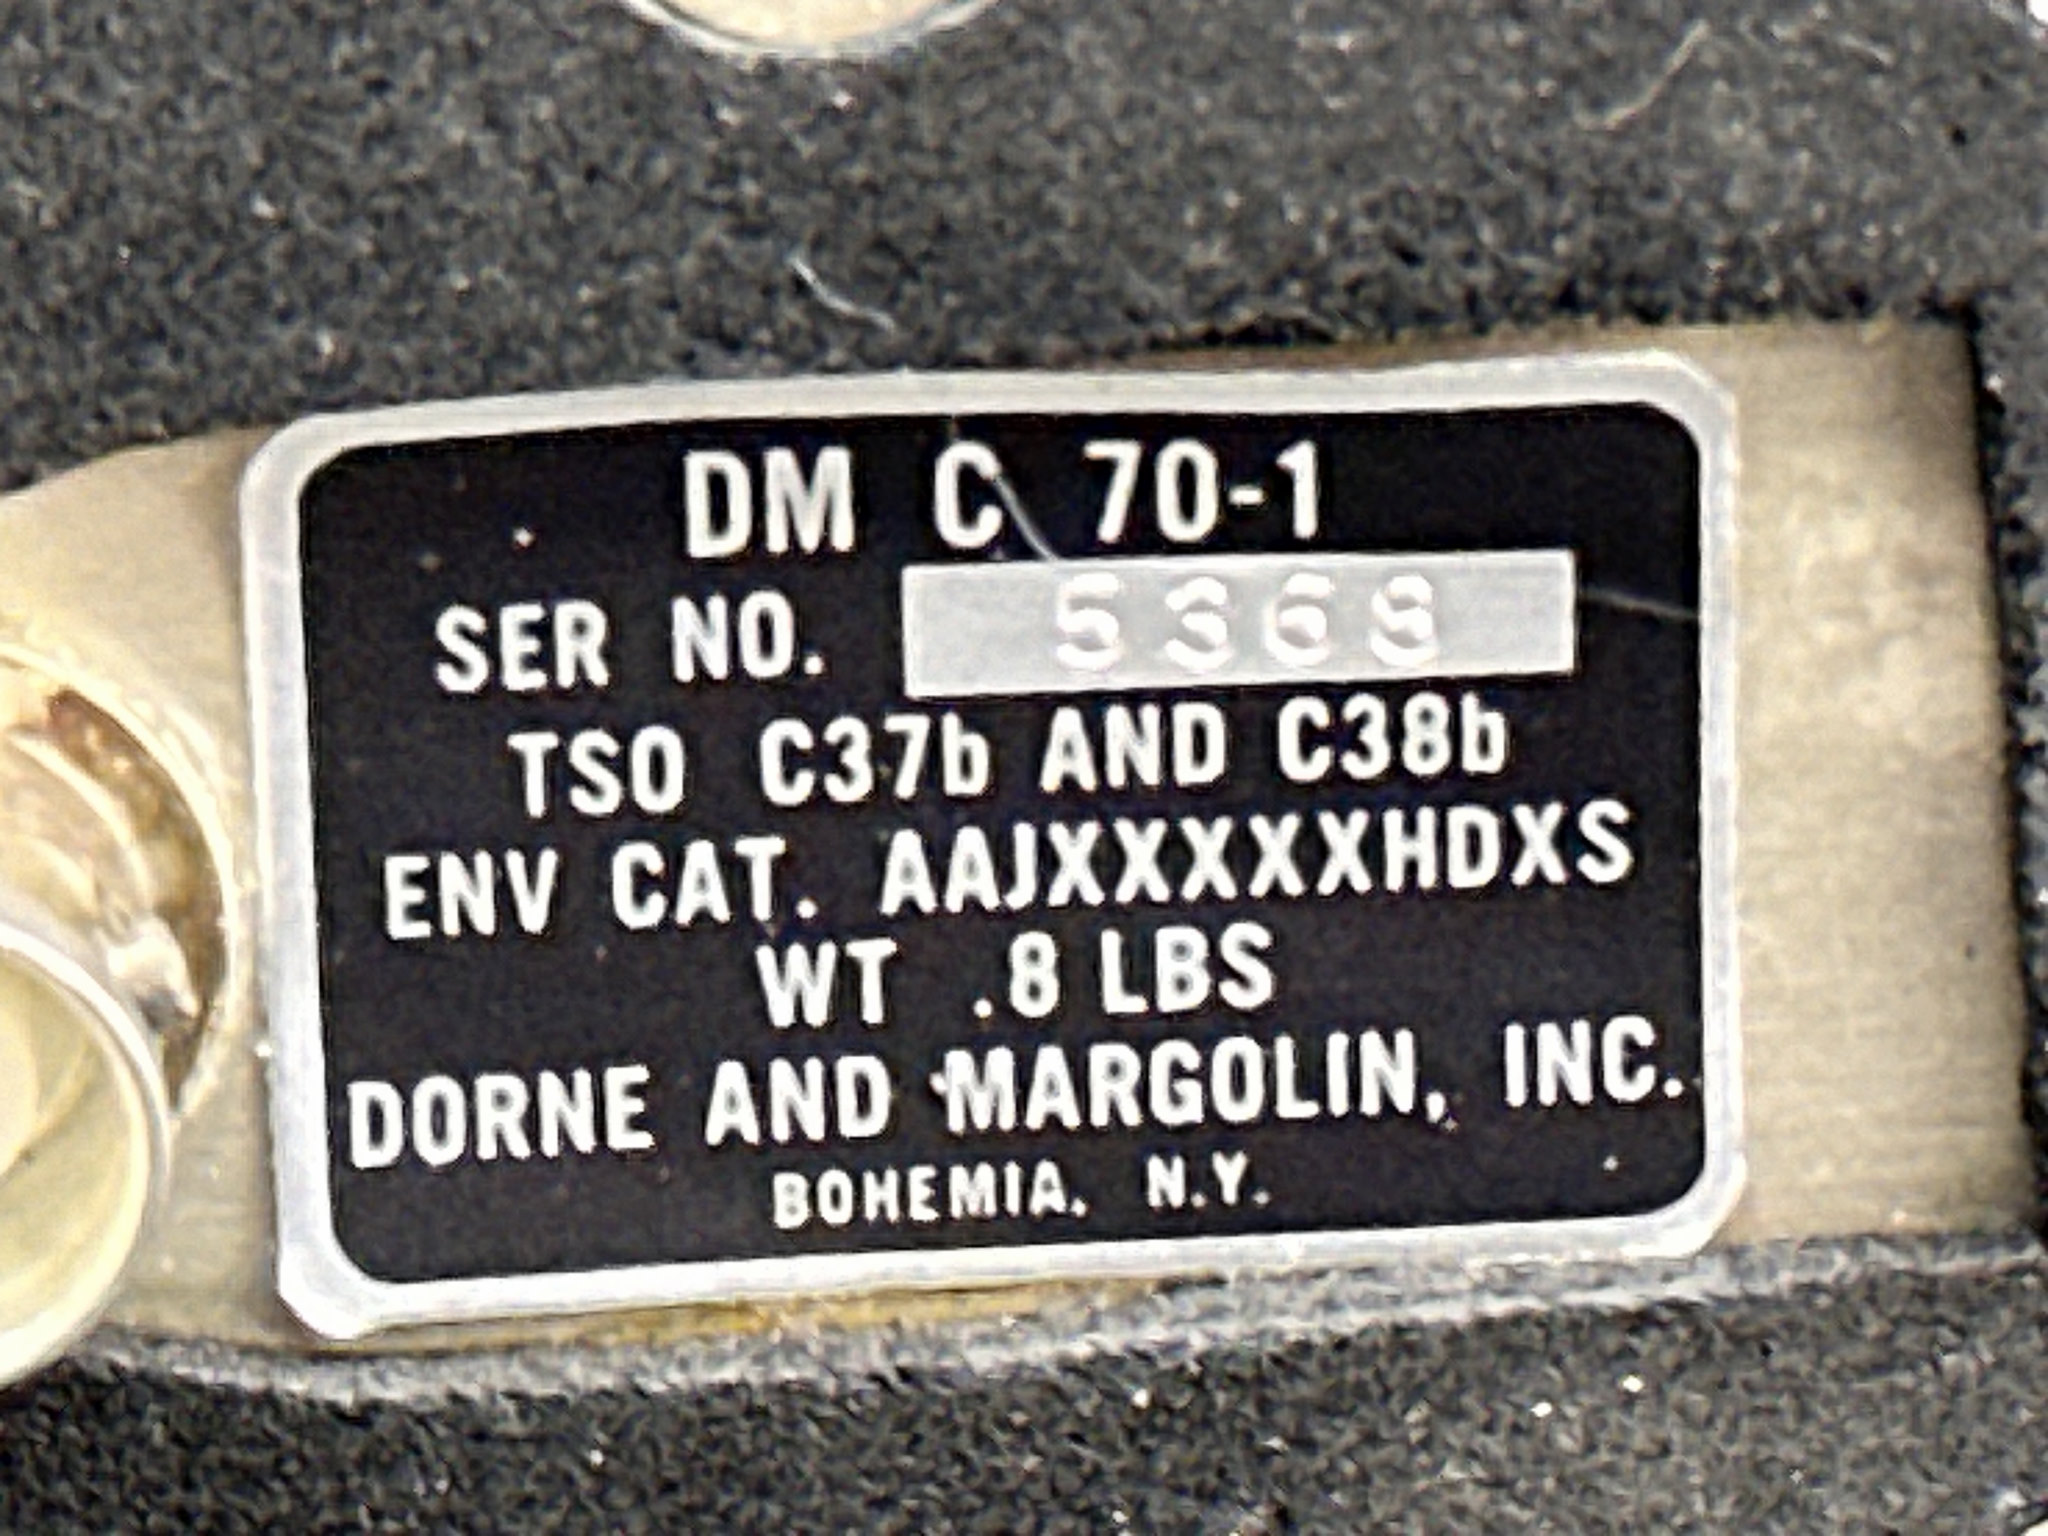 DM C 70-1
SER NO. 5368
TSO C37b AND C38b
ENV CAT. AAJXXXXXHDXS
WT .8 LBS
DORNE AND MARGOLIN, INC.
BOHEMIA, N.Y.